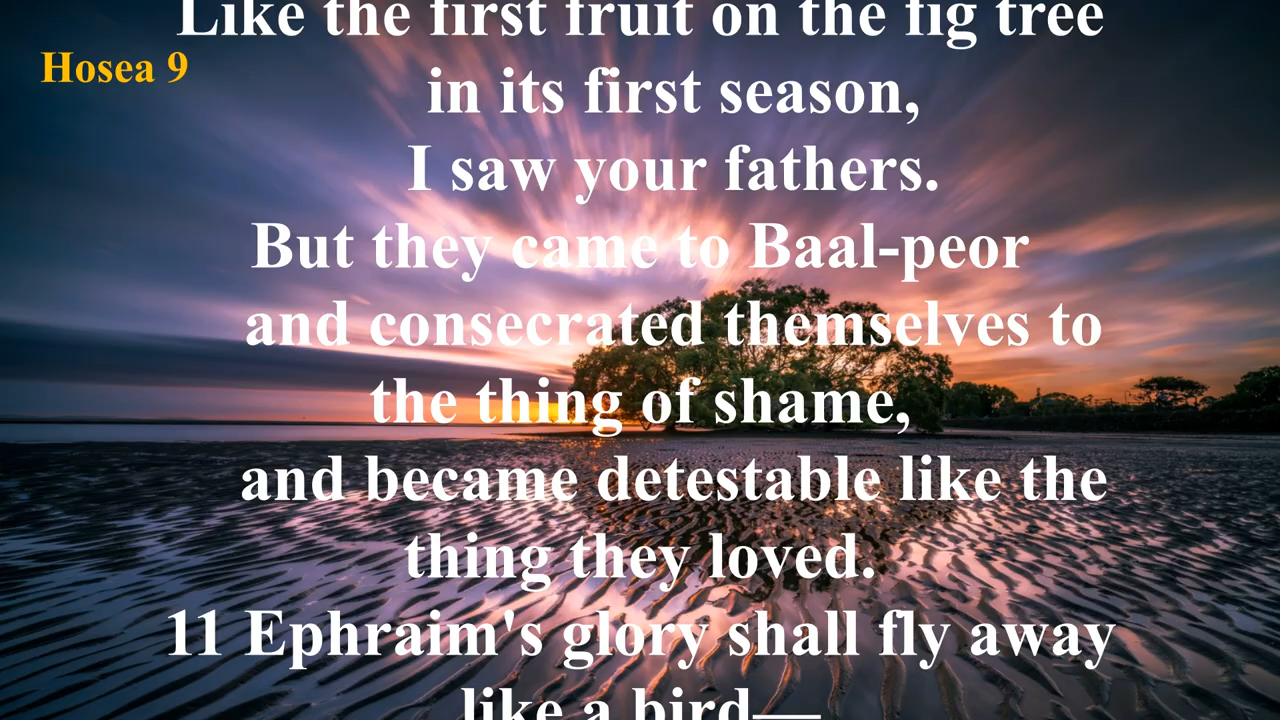 Like the first fruit on the fig tree
Hosea 9
in its first season,
I saw your fathers.
But they came to Baal-peor
and consecrated themselves to
the thing of shame,
and became detestable like the
thing they loved.
11 Ephraim's glory shall fly away
like a bird—